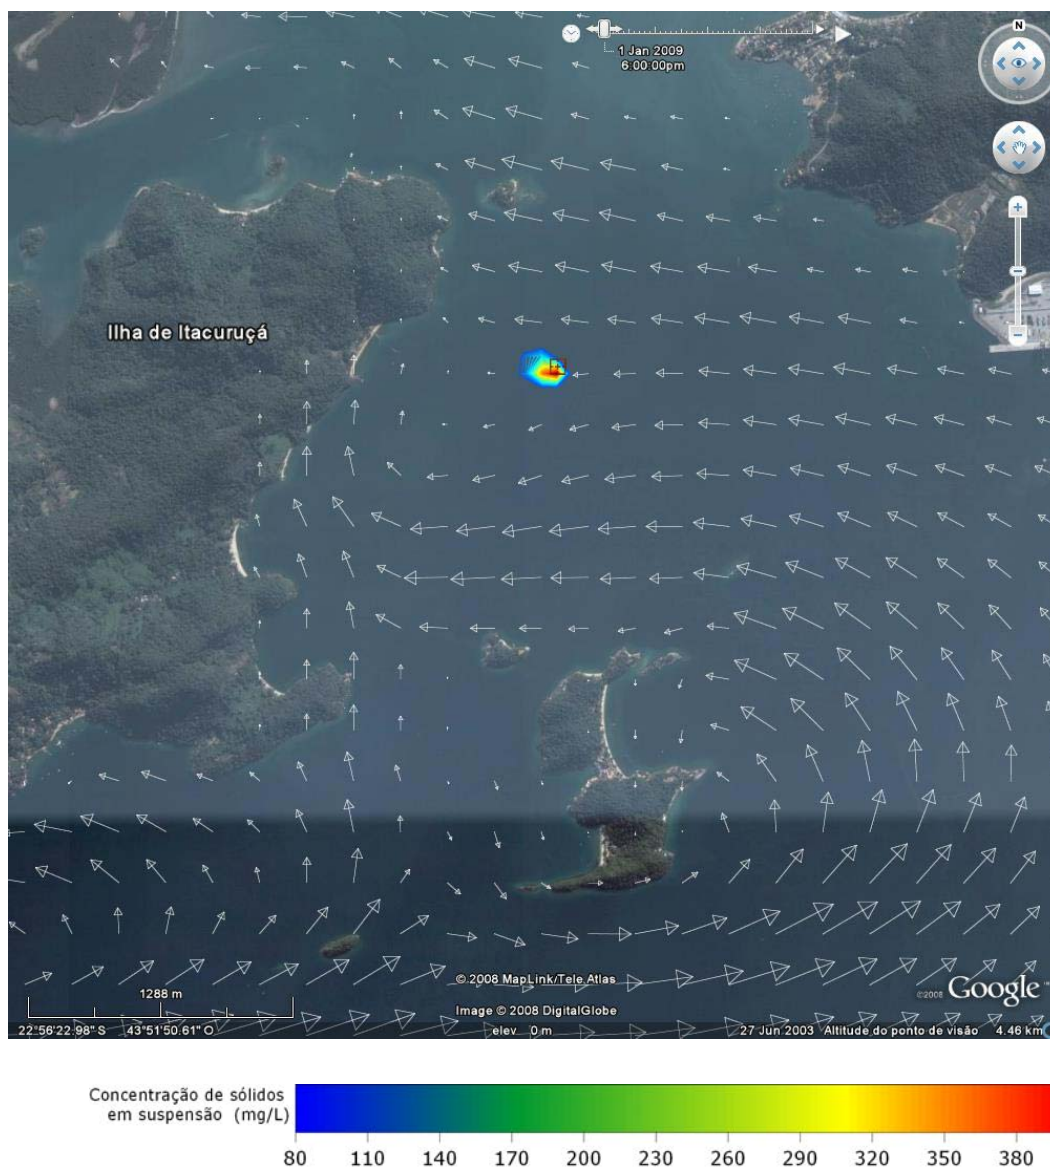 N
1 Jan 2009
6:00:00pm
Ilha de Itacuruçá
© 2008 MapLink/Tele Atlas
1288 m
©2008 Google™
Image © 2008 DigitalGlobe
22°56'22.98" S 43°51'50.61" O
elev 0 m
27 Jun 2003 Altitude do ponto de visão 4.46 km
Concentração de sólidos
em suspensão (mg/L)
80 110 140 170 200 230 260 290 320 350 380